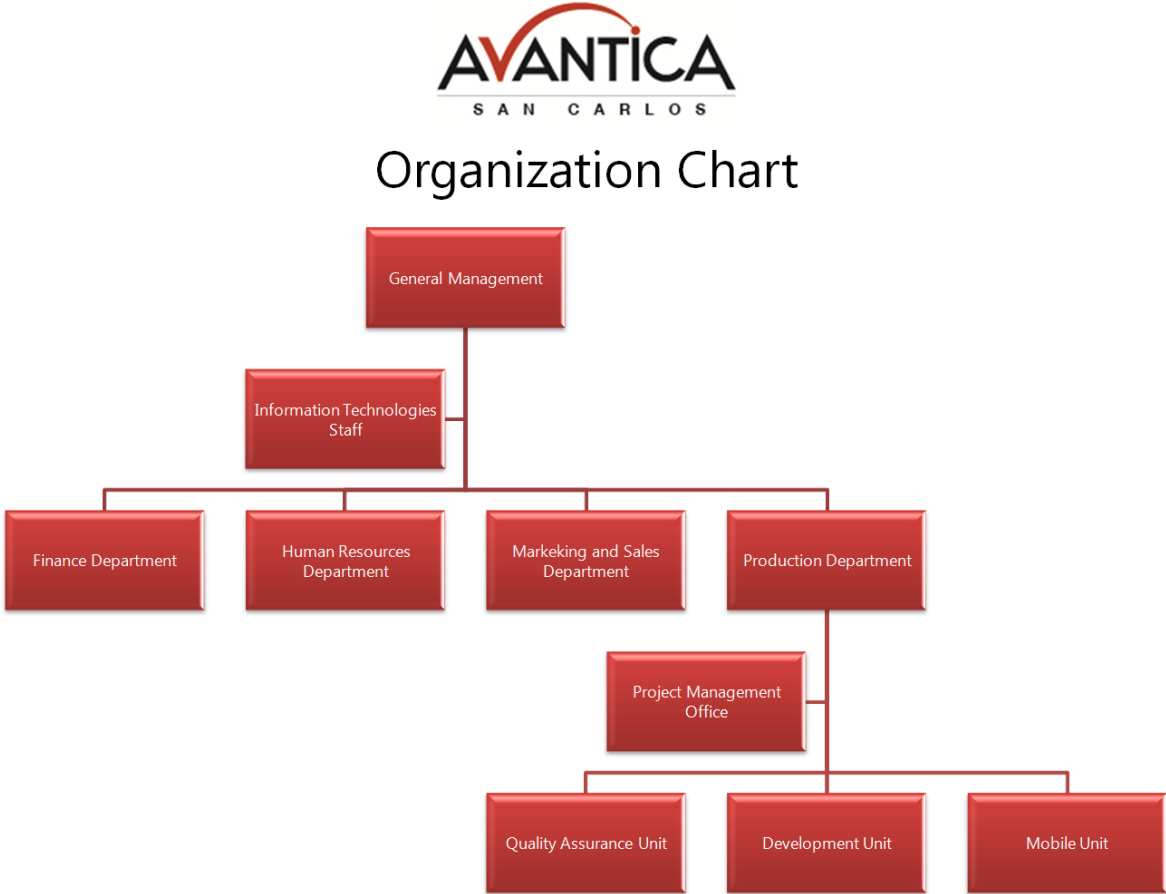 AVANTICA
SAN CARLOS
Organization Chart
General Management
Information Technologies
Staff
Finance Department
Human Resources
Department
Markeking and Sales
Department
Production Department
Project Management
Office
Quality Assurance Unit
Development Unit
Mobile Unit